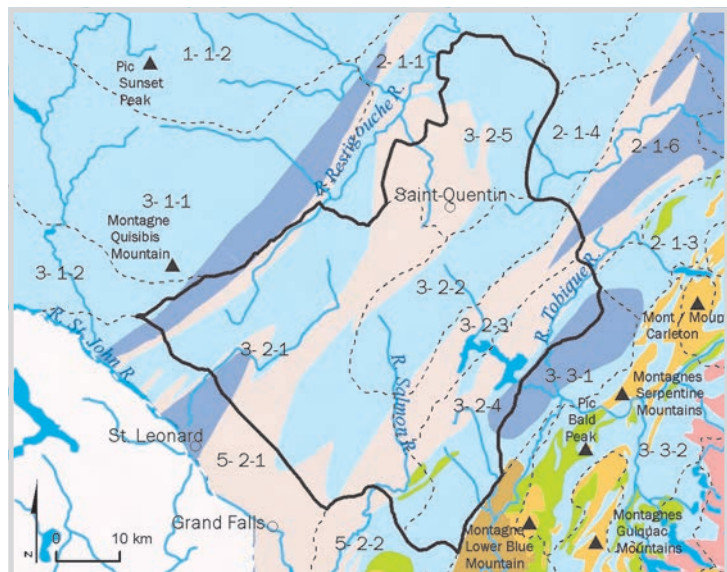 1- 1-2
Pic
Sunset
Peak
2- 1-1
R. Restigouche R.
3- 2-5
2- 1-4
2- 1-6
Saint-Quentin
3- 1-1
Montagne
Quisibis
Mountain
3- 1-2
2- 1-3
R. St. John R.
3- 2-2
3- 2-3
R. Tobique R.
Mont / Moun
Carleton
3- 2-1
R. Salmon R.
3- 3-1
Montagnes
Serpentine
Mountains
3- 2-4
Pic
Bald
Peak
St. Leonard
5- 2-1
3- 3-2
Grand Falls
5- 2-2
Montagne
Lower Blue
Mountain
Montagnes
Gulquac
Mountains
N
0 10 km